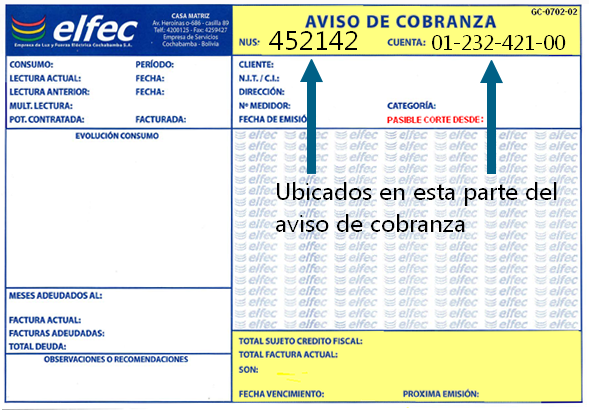 elfec
Empresa de Luz y Fuerza Eléctrica Cochabamba S.A.
CASA MATRIZ
Av. Heroínas o-686 - casilla 89
Telf.: 4200125 - Fax: 4259427
Empresa de Servicios
Cochabamba - Bolivia
GC-0702-02
AVISO DE COBRANZA
NUS: 452142 CUENTA: 01-232-421-00
CONSUMO: PERÍODO:
LECTURA ACTUAL: FECHA:
LECTURA ANTERIOR: FECHA:
MULT. LECTURA:
POT. CONTRATADA: FACTURADA:
CLIENTE:
N.I.T. / C.I.:
DIRECCIÓN:
Nº MEDIDOR: CATEGORÍA:
FECHA DE EMISIÓ PASIBLE CORTE DESDE:
EVOLUCIÓN CONSUMO
Ubicados en esta parte del
aviso de cobranza
MESES ADEUDADOS AL:
FACTURA ACTUAL:
FACTURAS ADEUDADAS:
TOTAL DEUDA:
OBSERVACIONES O RECOMENDACIONES
TOTAL SUJETO CREDITO FISCAL:
TOTAL FACTURA ACTUAL:
SON:
FECHA VENCIMIENTO: PROXIMA EMISIÓN: